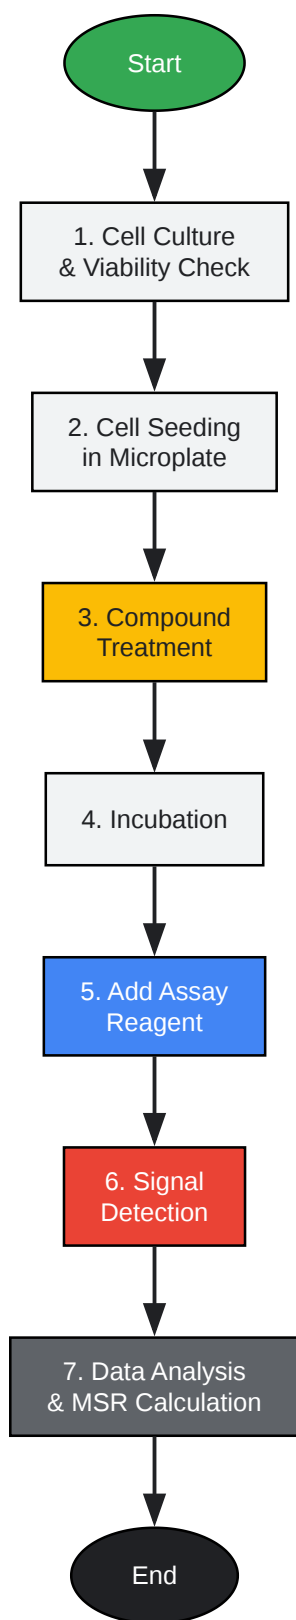 Start
1. Cell Culture
& Viability Check
2. Cell Seeding
in Microplate
3. Compound
Treatment
4. Incubation
5. Add Assay
Reagent
6. Signal
Detection
7. Data Analysis
& MSR Calculation
End